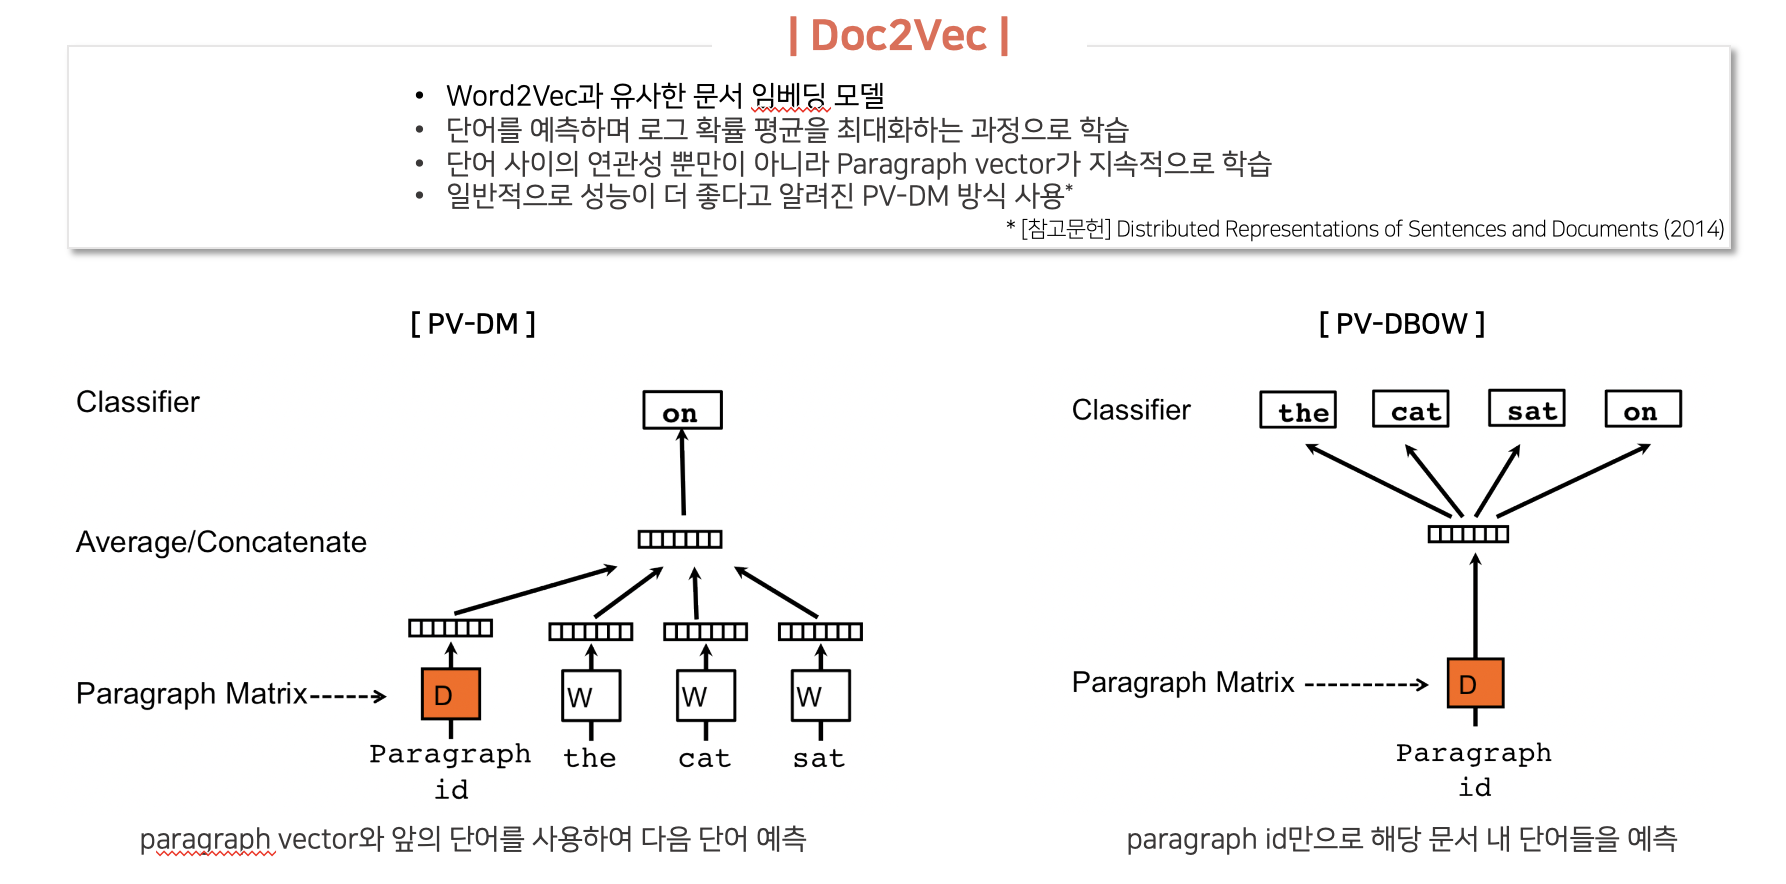 | Doc2Vec |
• Word2Vec과 유사한 문서 임베딩 모델
• 단어를 예측하며 로그 확률 평균을 최대화하는 과정으로 학습
• 단어 사이의 연관성 뿐만이 아니라 Paragraph vector가 지속적으로 학습
• 일반적으로 성능이 더 좋다고 알려진 PV-DM 방식 사용*
* [참고문헌] Distributed Representations of Sentences and Documents (2014)
[ PV-DM ]
Classifier
on
Average/Concatenate
Paragraph Matrix
D W W W
Paragraph id the cat sat
paragraph vector와 앞의 단어를 사용하여 다음 단어 예측
[ PV-DBOW ]
Classifier
the cat sat on
Paragraph Matrix
D
Paragraph
id
paragraph id만으로 해당 문서 내 단어들을 예측